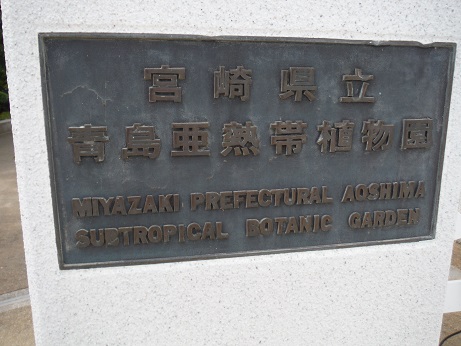 宮崎県立
青島亜熱帯植物園
MIYAZAKI PREFECTURAL AOSHIMA
SUBTROPICAL BOTANIC GARDEN